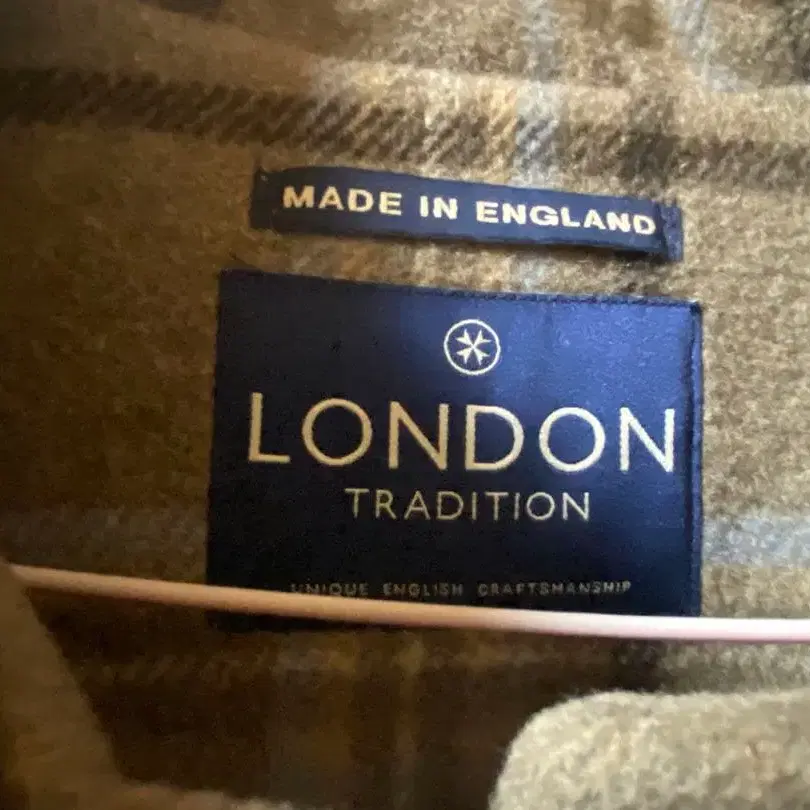 MADE IN ENGLAND
LONDON
TRADITION
UNIQUE ENGLISH CRAFTSMANSHIP